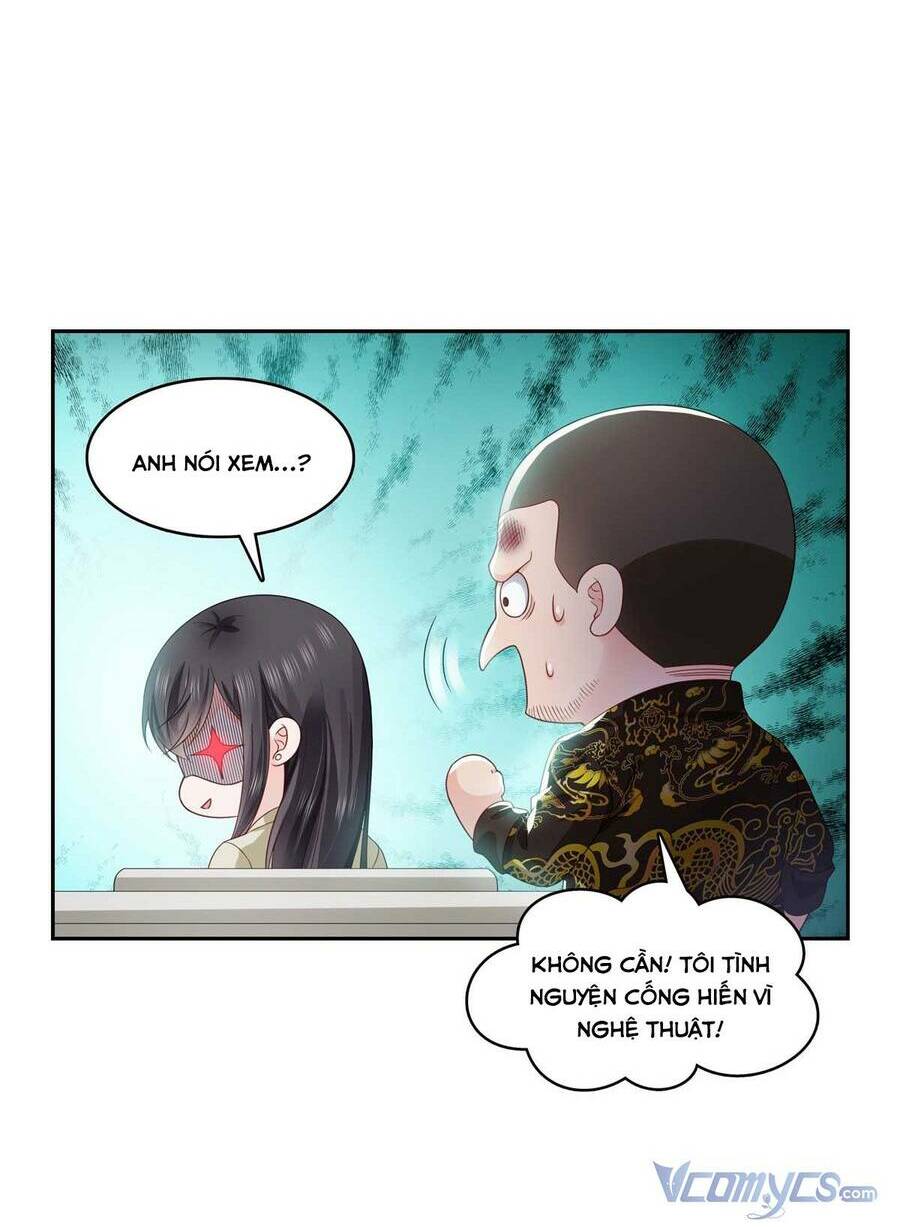 ANH NÓI XEM...?
KHÔNG CẦN! TÔI TÌNH
NGUYỆN CỐNG HIẾN VÌ
NGHỆ THUẬT!
VCOMYCS.com